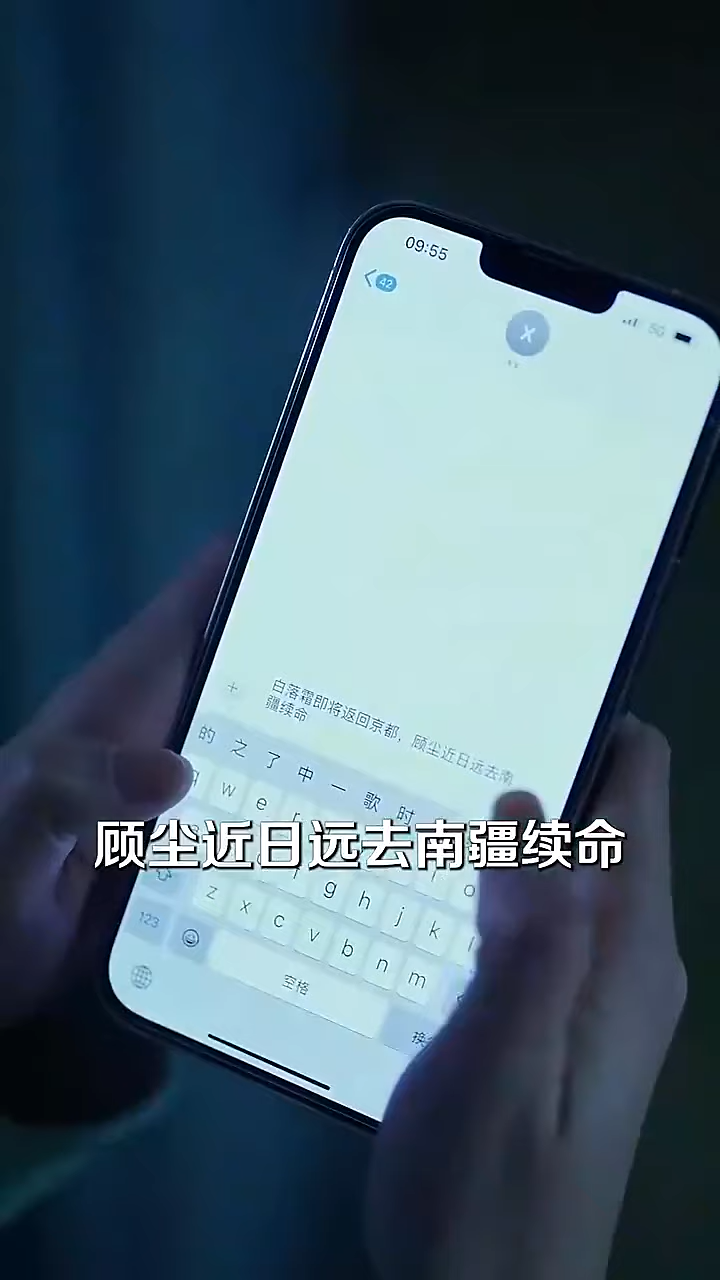 09:55
42
5G
X
白落霜即将返回京都，顾尘近日远去南
疆续命
的 之 了 中 一 歌 时
w e r
o
顾尘近日远去南疆续命
f g h j k l
z x c v b n m
123
空格
换